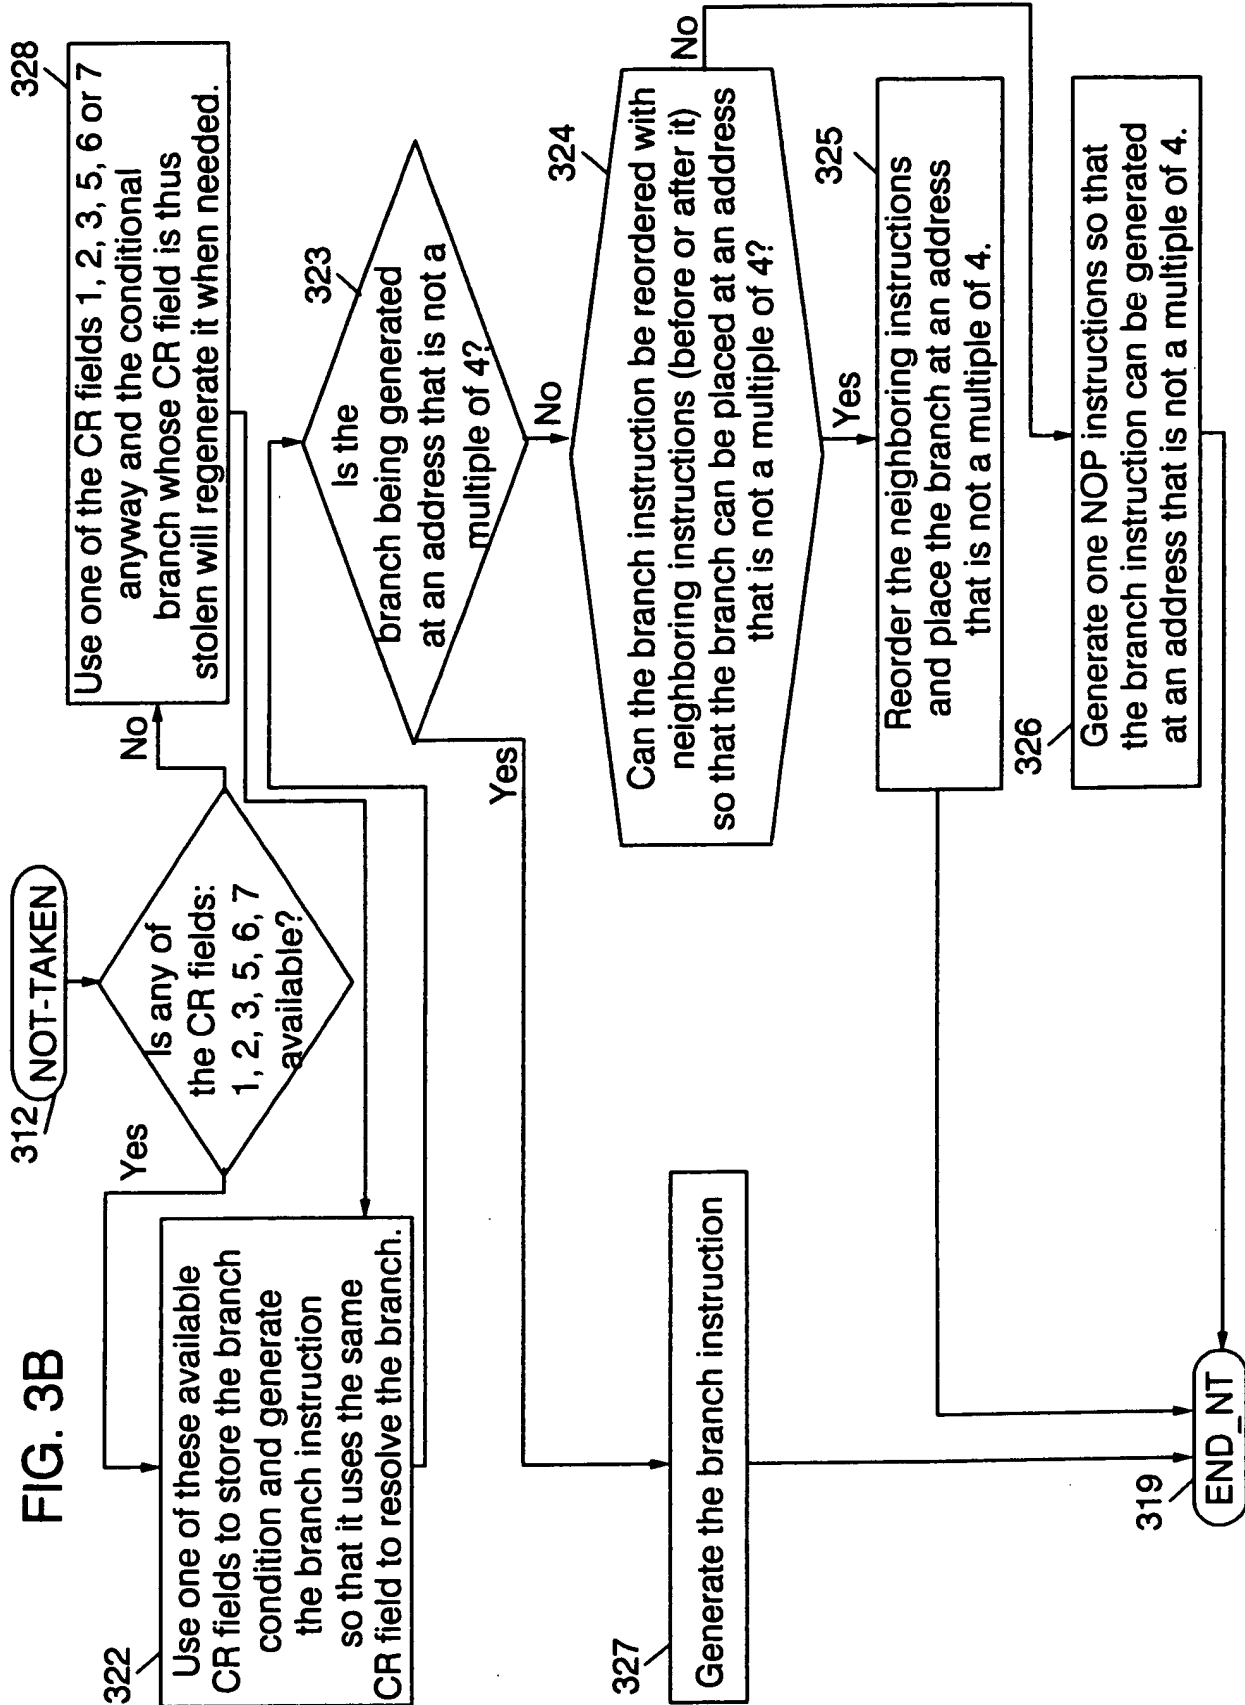 FIG. 3B
312
NOT-TAKEN
Is any of
the CR fields:
1, 2, 3, 5, 6, 7
available?
Yes
No
328
Use one of the CR fields 1, 2, 3, 5, 6 or 7
anyway and the conditional
branch whose CR field is thus
stolen will regenerate it when needed.
322
Use one of these available
CR fields to store the branch
condition and generate
the branch instruction
so that it uses the same
CR field to resolve the branch.
323
Is the
branch being generated
at an address that is not a
multiple of 4?
Yes
No
324
Can the branch instruction be reordered with
neighboring instructions (before or after it)
so that the branch can be placed at an address
that is not a multiple of 4?
No
Yes
325
Reorder the neighboring instructions
and place the branch at an address
that is not a multiple of 4.
326
Generate one NOP instructions so that
the branch instruction can be generated
at an address that is not a multiple of 4.
327
Generate the branch instruction
319
END_NT